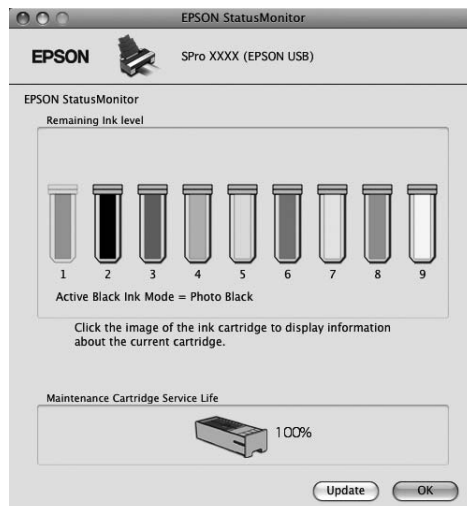 EPSON StatusMonitor
EPSON
SPro XXXX (EPSON USB)
EPSON StatusMonitor
Remaining Ink level
1 2 3 4 5 6 7 8 9
Active Black Ink Mode = Photo Black
Click the image of the ink cartridge to display information
about the current cartridge.
Maintenance Cartridge Service Life
100%
Update OK